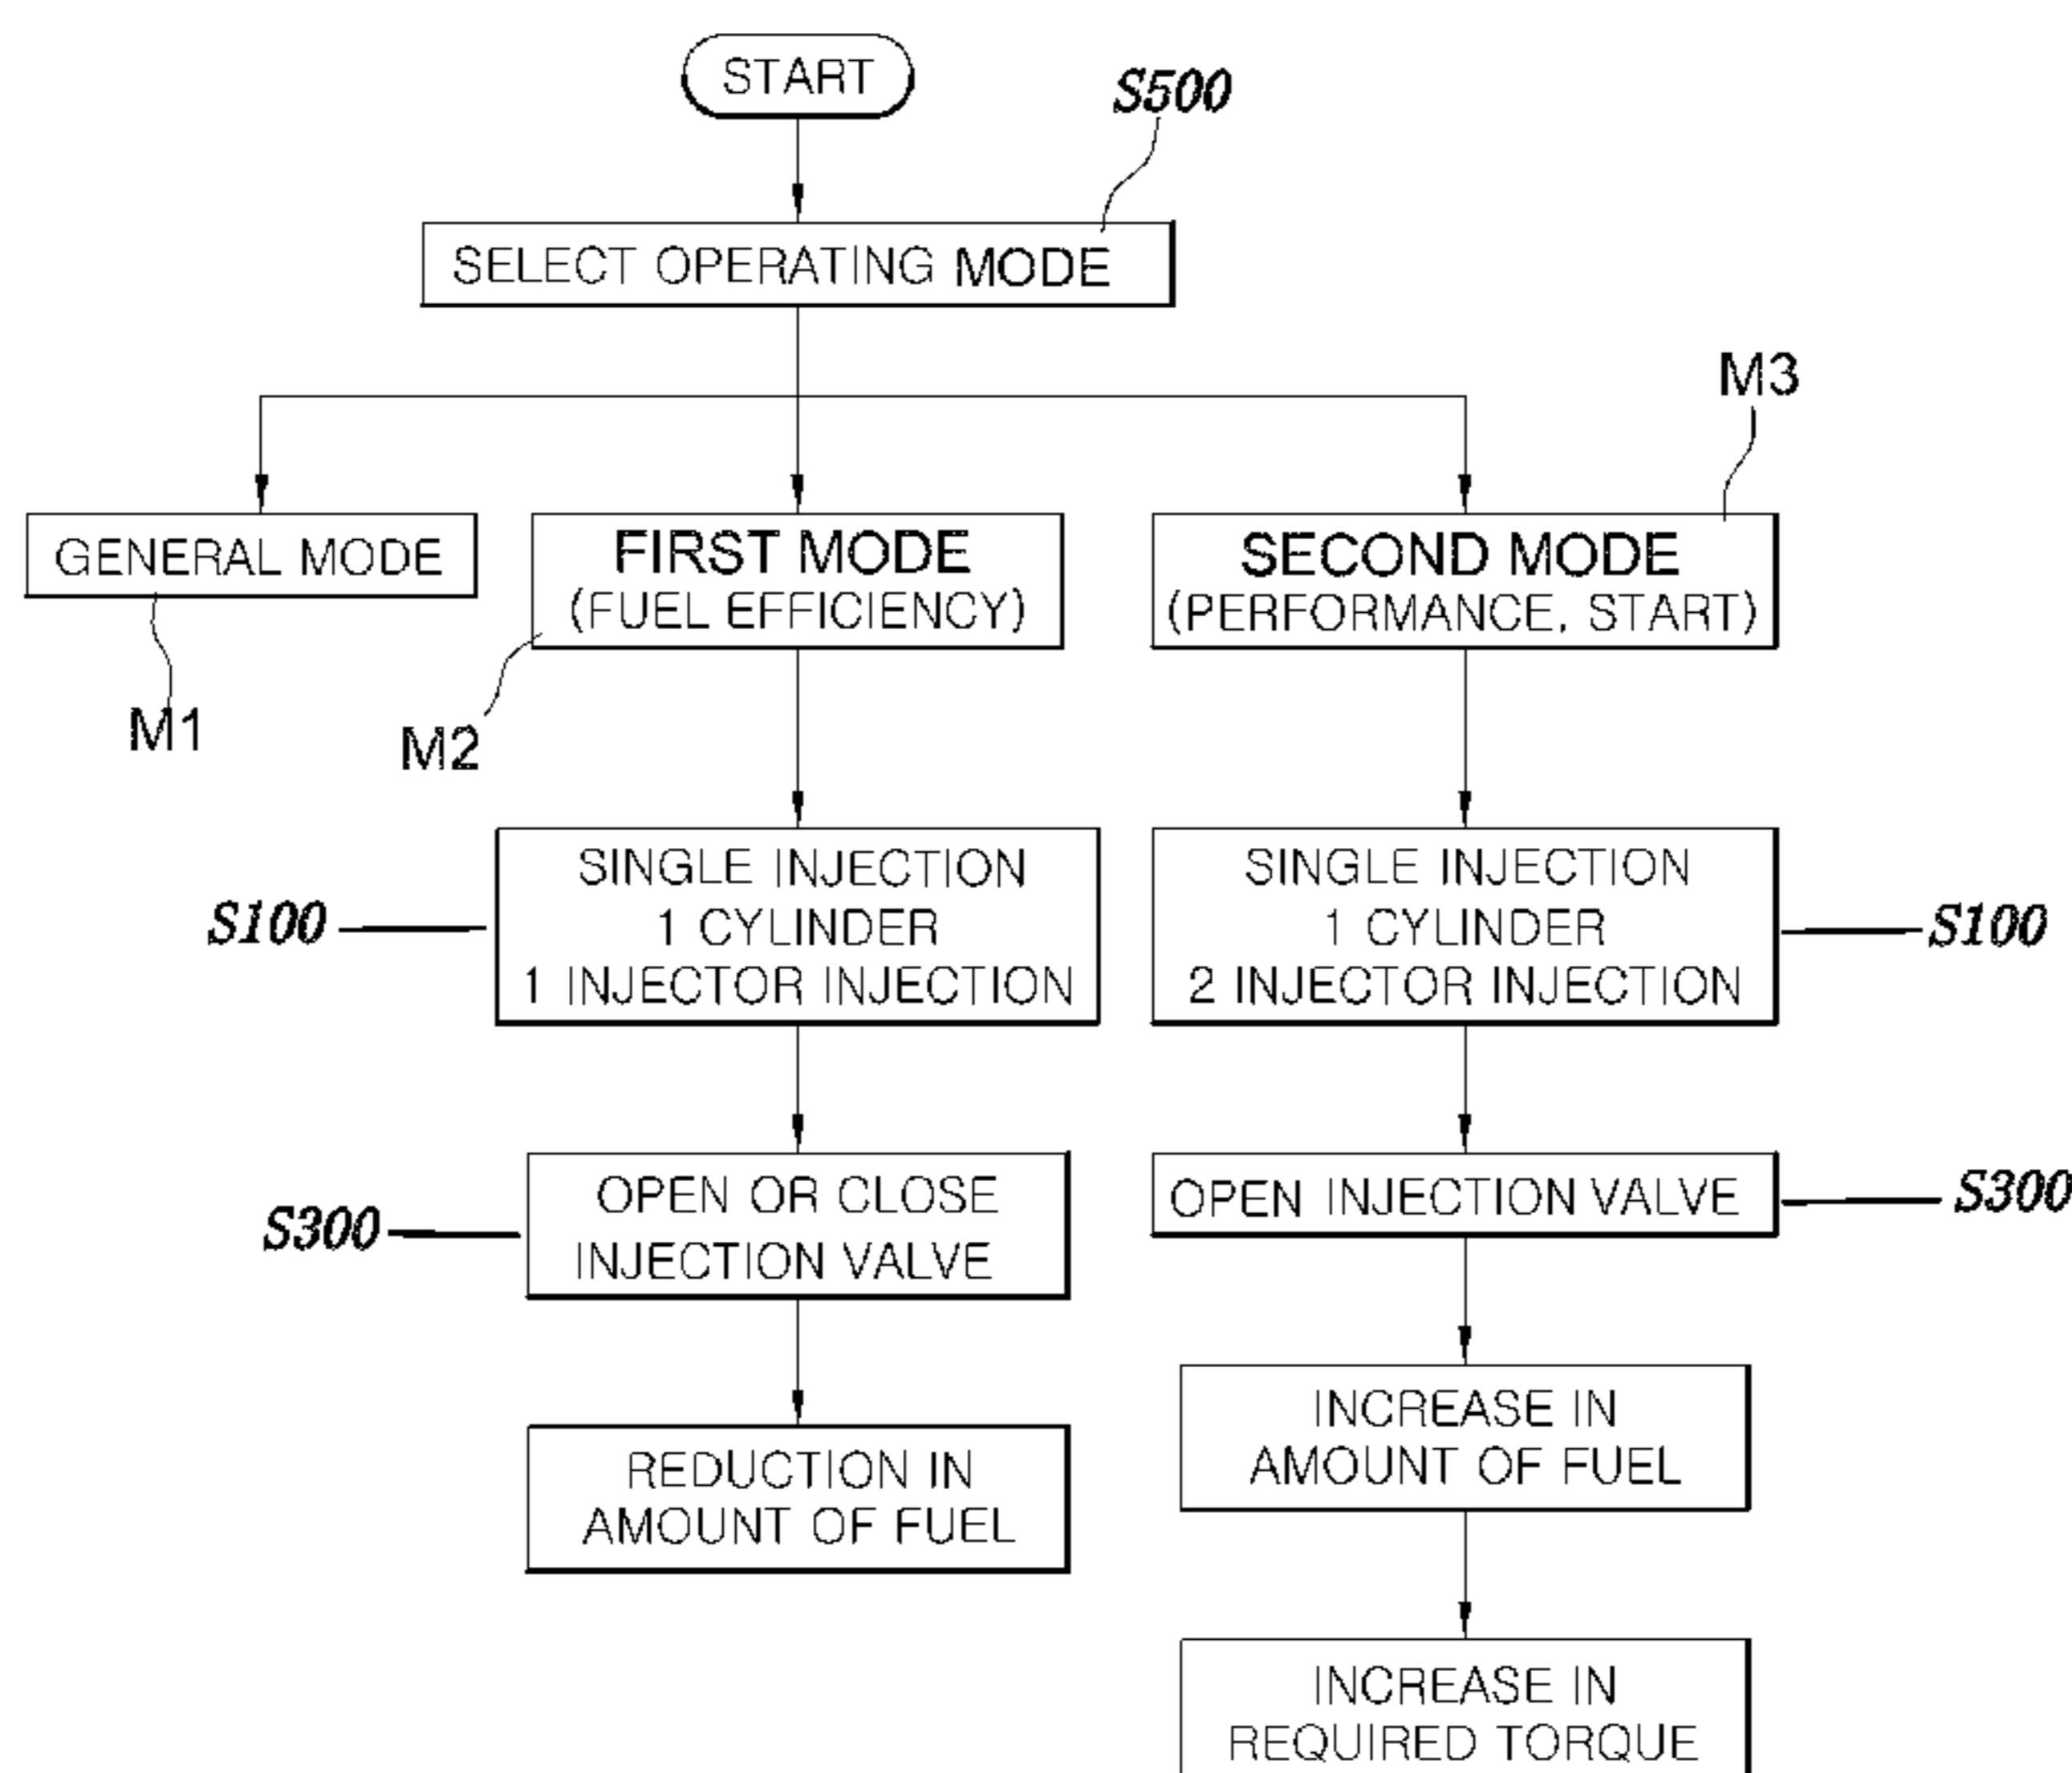 START
S500
SELECT OPERATING MODE
M3
GENERAL MODE
FIRST MODE
(FUEL EFFICIENCY)
SECOND MODE
(PERFORMANCE, START)
M1
M2
SINGLE INJECTION
1 CYLINDER
1 INJECTOR INJECTION
S100
SINGLE INJECTION
1 CYLINDER
2 INJECTOR INJECTION
S100
OPEN OR CLOSE
INJECTION VALVE
S300
OPEN INJECTION VALVE
S300
REDUCTION IN
AMOUNT OF FUEL
INCREASE IN
AMOUNT OF FUEL
INCREASE IN
REQUIRED TORQUE